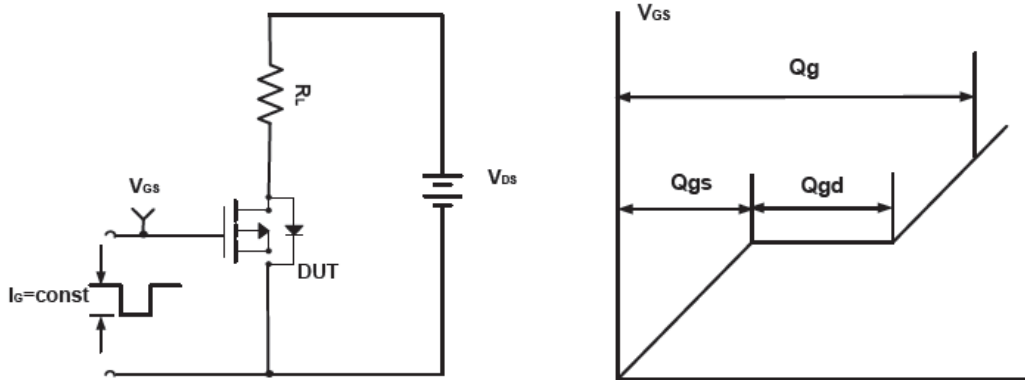 RL
VGS
VDS
DUT
IG=const
VGS
Qg
Qgs
Qgd